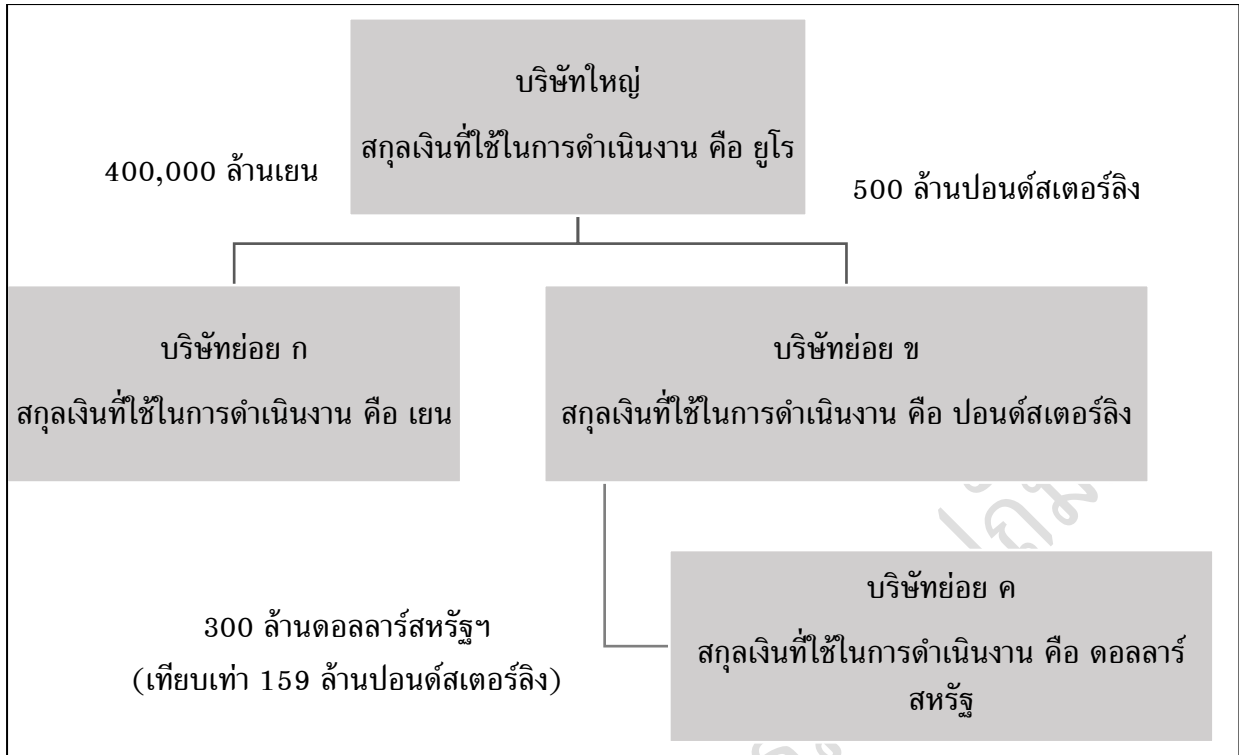 บริษัทใหญ่
สกุลเงินที่ใช้ในการดำเนินงาน คือ ยูโร
400,000 ล้านเยน
500 ล้านปอนด์สเตอร์ลิง
บริษัทย่อย ก
สกุลเงินที่ใช้ในการดำเนินงาน คือ เยน
บริษัทย่อย ข
สกุลเงินที่ใช้ในการดำเนินงาน คือ ปอนด์สเตอร์ลิง
300 ล้านดอลลาร์สหรัฐฯ
(เทียบเท่า 159 ล้านปอนด์สเตอร์ลิง)
บริษัทย่อย ค
สกุลเงินที่ใช้ในการดำเนินงาน คือ ดอลลาร์
สหรัฐ